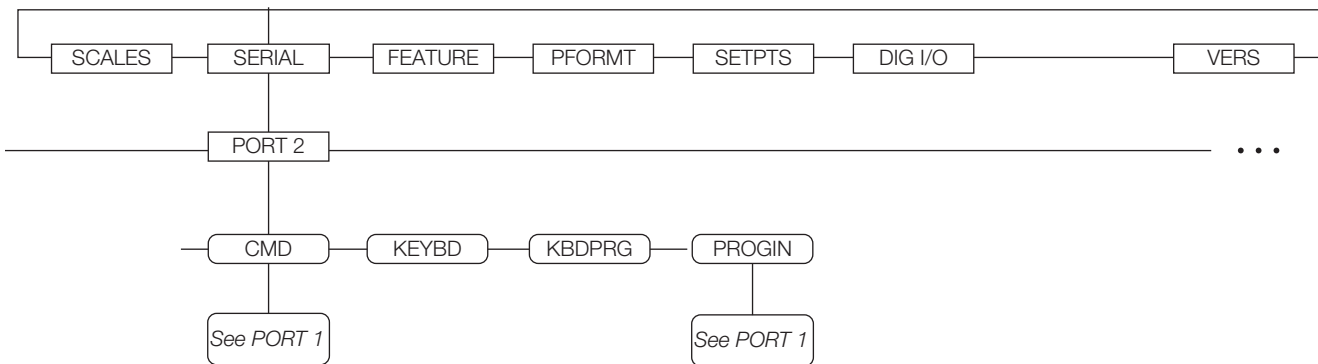 SCALES SERIAL FEATURE PFORMT SETPTS DIG I/O VERS
PORT 2 • • •
CMD KEYBD KBDPRG PROGIN
See PORT 1 See PORT 1